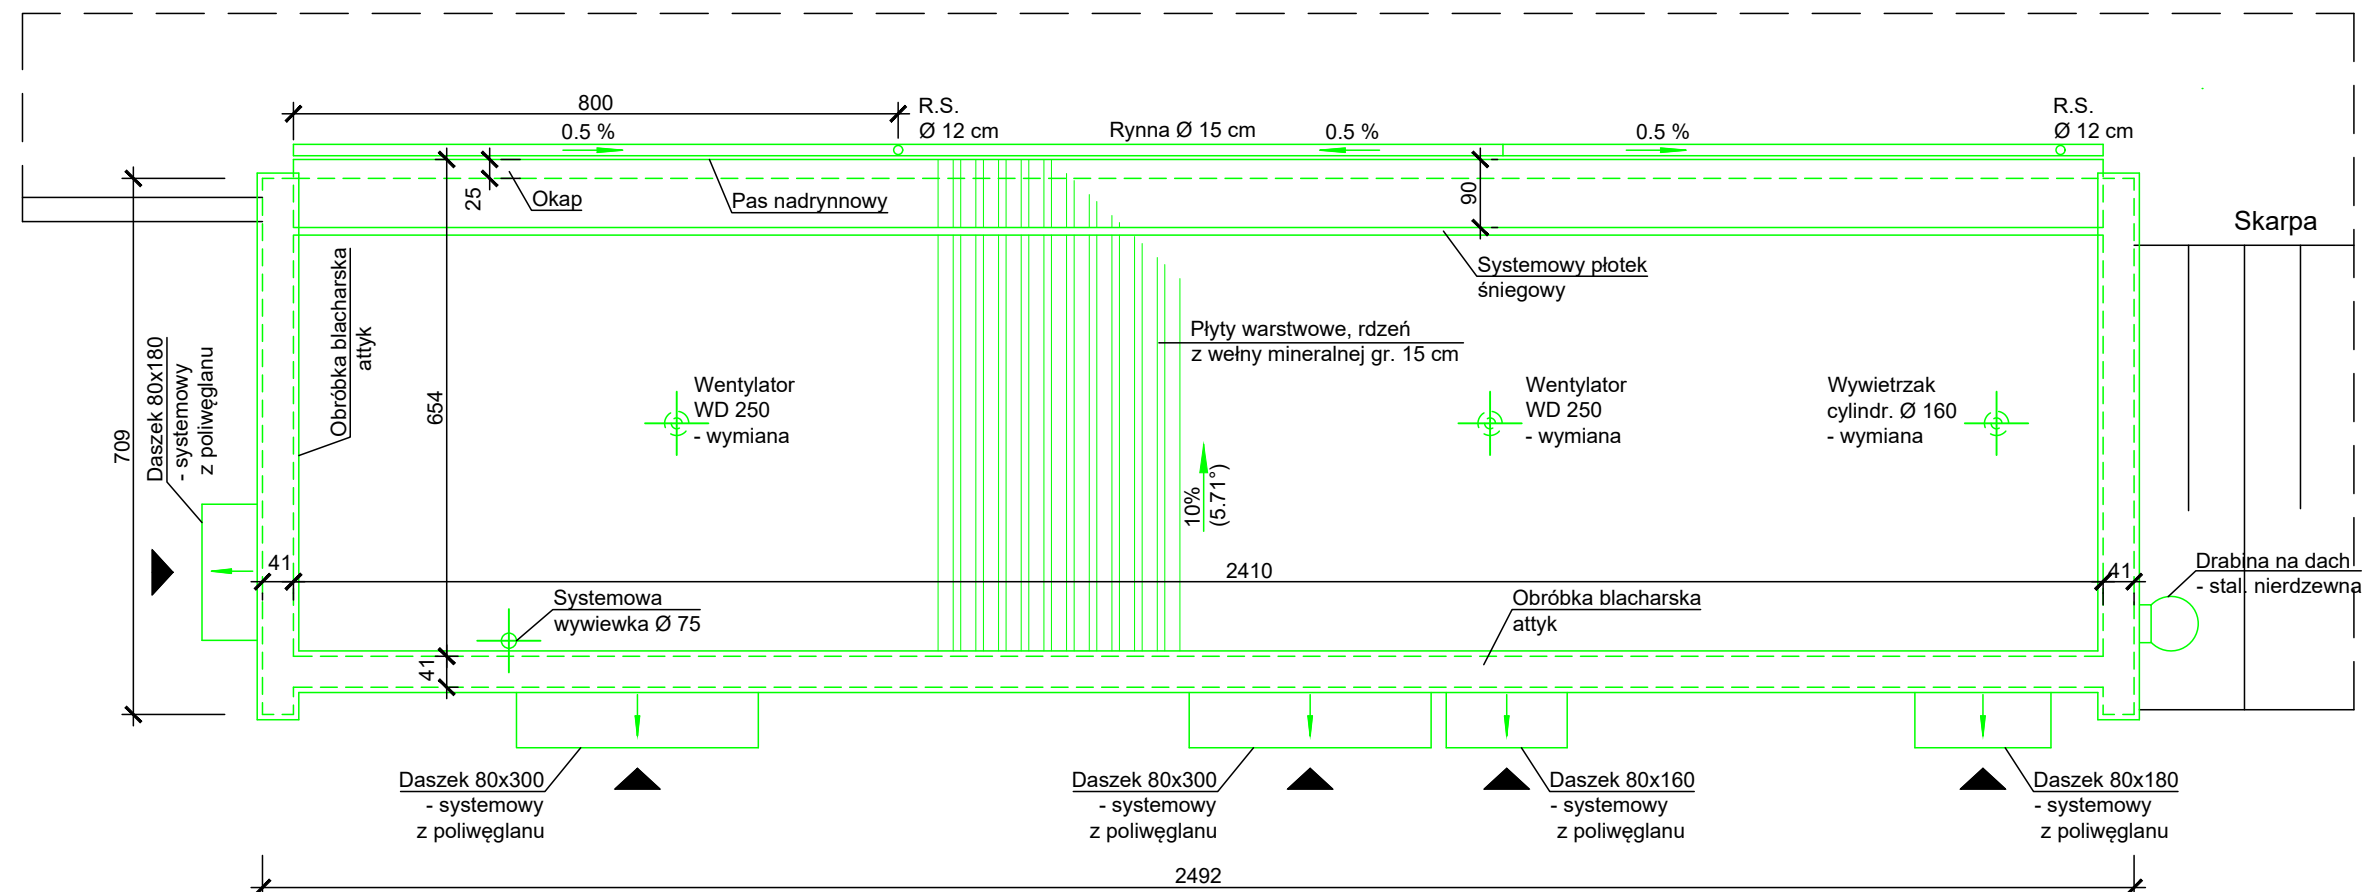 800
R.S.
Ø 12 cm
0.5 %
Rynna Ø 15 cm
0.5 %
0.5 %
R.S.
Ø 12 cm
25
Okap
Pas nadrynnowy
90
Skarpa
Systemowy płotek
śniegowy
Obróbka blacharska
attyk
Płyty warstwowe, rdzeń
z wełny mineralnej gr. 15 cm
Daszek 80x180
- systemowy
z poliwęglanu
709
654
Wentylator
WD 250
- wymiana
Wentylator
WD 250
- wymiana
Wywietrzak
cylindr. Ø 160
- wymiana
10%
(5.71°)
41
2410
41
Drabina na dach
- stal. nierdzewna
Systemowa
wywiewka Ø 75
Obróbka blacharska
attyk
41
Daszek 80x300
- systemowy
z poliwęglanu
Daszek 80x300
- systemowy
z poliwęglanu
Daszek 80x160
- systemowy
z poliwęglanu
Daszek 80x180
- systemowy
z poliwęglanu
2492